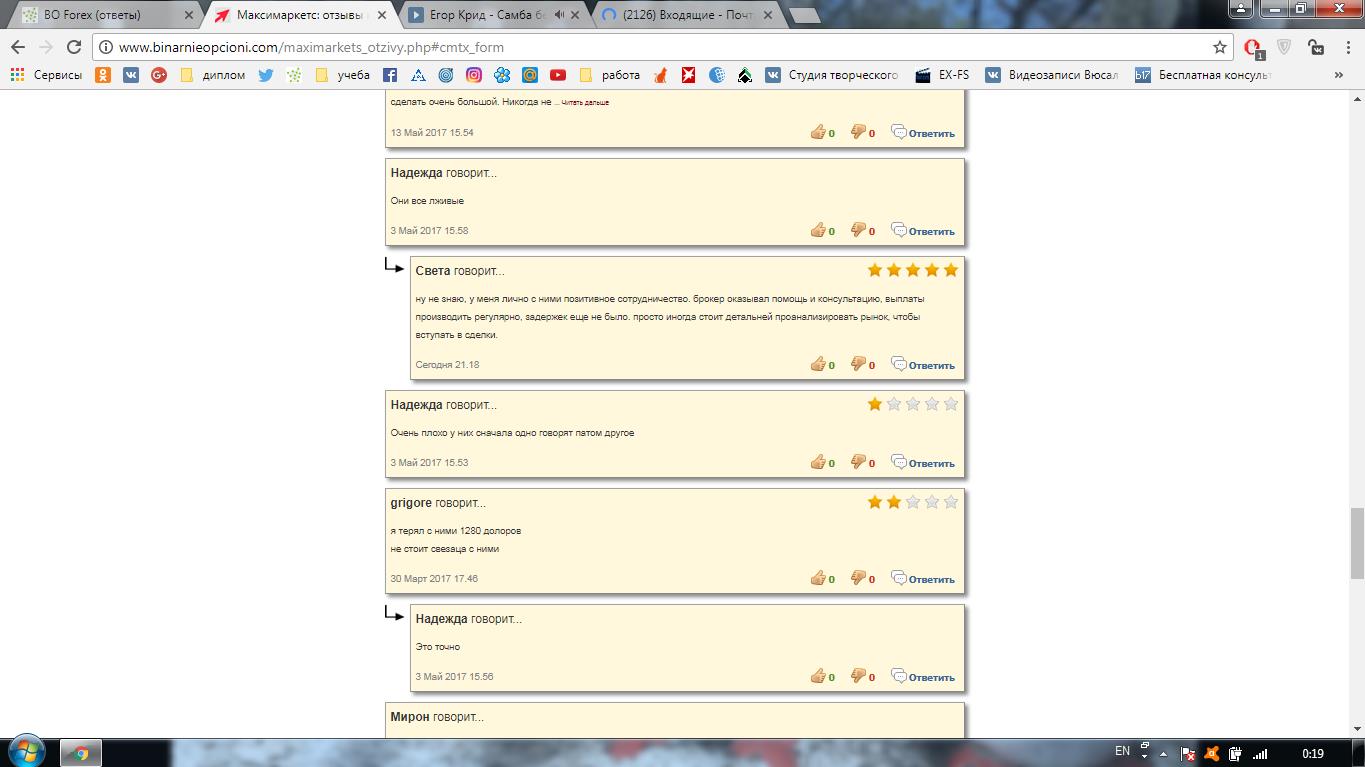 BO Forex (ответы)
Максимаркетс: отзывы
Егор Крид - Самба бе
(2126) Входящие - Почт
www.binarnieopcioni.com/maximarkets_otzivy.php#cmtx_form
1
Сервисы
диплом
учеба
работа
Студия творческого
EX-FS
Видеозаписи Вюсал
b17
Бесплатная консульт
»
сделать очень большой. Никогда не ... Читать дальше
13 Май 2017 15.54
0 0 Ответить
Надежда говорит...
Они все лживые
3 Май 2017 15.58
0 0 Ответить
Света говорит...
ну не знаю, у меня лично с ними позитивное сотрудничество. брокер оказывал помощь и консультацию, выплаты
производить регулярно, задержек еще не было. просто иногда стоит детальней проанализировать рынок, чтобы
вступать в сделки.
Сегодня 21.18
0 0 Ответить
Надежда говорит...
Очень плохо у них сначала одно говорят патом другое
3 Май 2017 15.53
0 0 Ответить
grigore говорит...
я терял с ними 1280 долоров
не стоит свезаца с ними
30 Март 2017 17.46
0 0 Ответить
Надежда говорит...
Это точно
3 Май 2017 15.56
0 0 Ответить
Мирон говорит...
EN
0:19